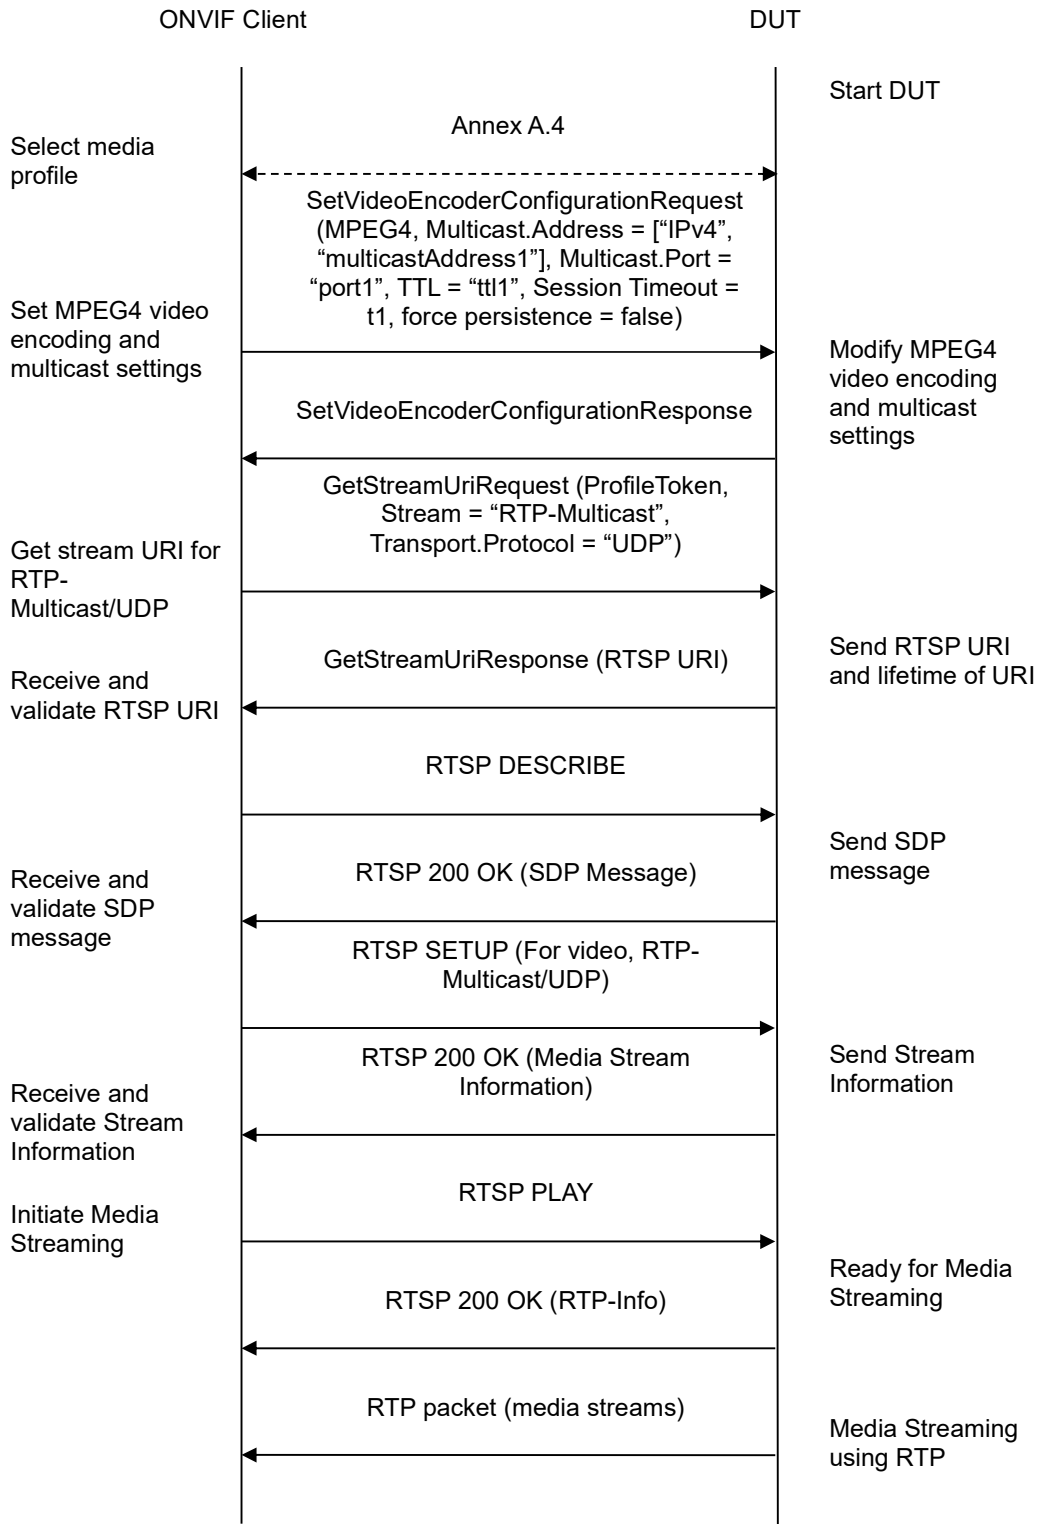 ONVIF Client
DUT
Start DUT
Annex A.4
Select media
profile
SetVideoEncoderConfigurationRequest
(MPEG4, Multicast.Address = [“IPv4”,
“multicastAddress1”], Multicast.Port =
“port1”, TTL = “ttl1”, Session Timeout =
t1, force persistence = false)
Set MPEG4 video
encoding and
multicast settings
Modify MPEG4
video encoding
and multicast
settings
SetVideoEncoderConfigurationResponse
GetStreamUriRequest (ProfileToken,
Stream = “RTP-Multicast”,
Transport.Protocol = “UDP”)
Get stream URI for
RTP-
Multicast/UDP
Send RTSP URI
and lifetime of URI
GetStreamUriResponse (RTSP URI)
Receive and
validate RTSP URI
RTSP DESCRIBE
Send SDP
message
RTSP 200 OK (SDP Message)
Receive and
validate SDP
message
RTSP SETUP (For video, RTP-
Multicast/UDP)
Send Stream
Information
RTSP 200 OK (Media Stream
Information)
Receive and
validate Stream
Information
RTSP PLAY
Initiate Media
Streaming
Ready for Media
Streaming
RTSP 200 OK (RTP-Info)
RTP packet (media streams)
Media Streaming
using RTP